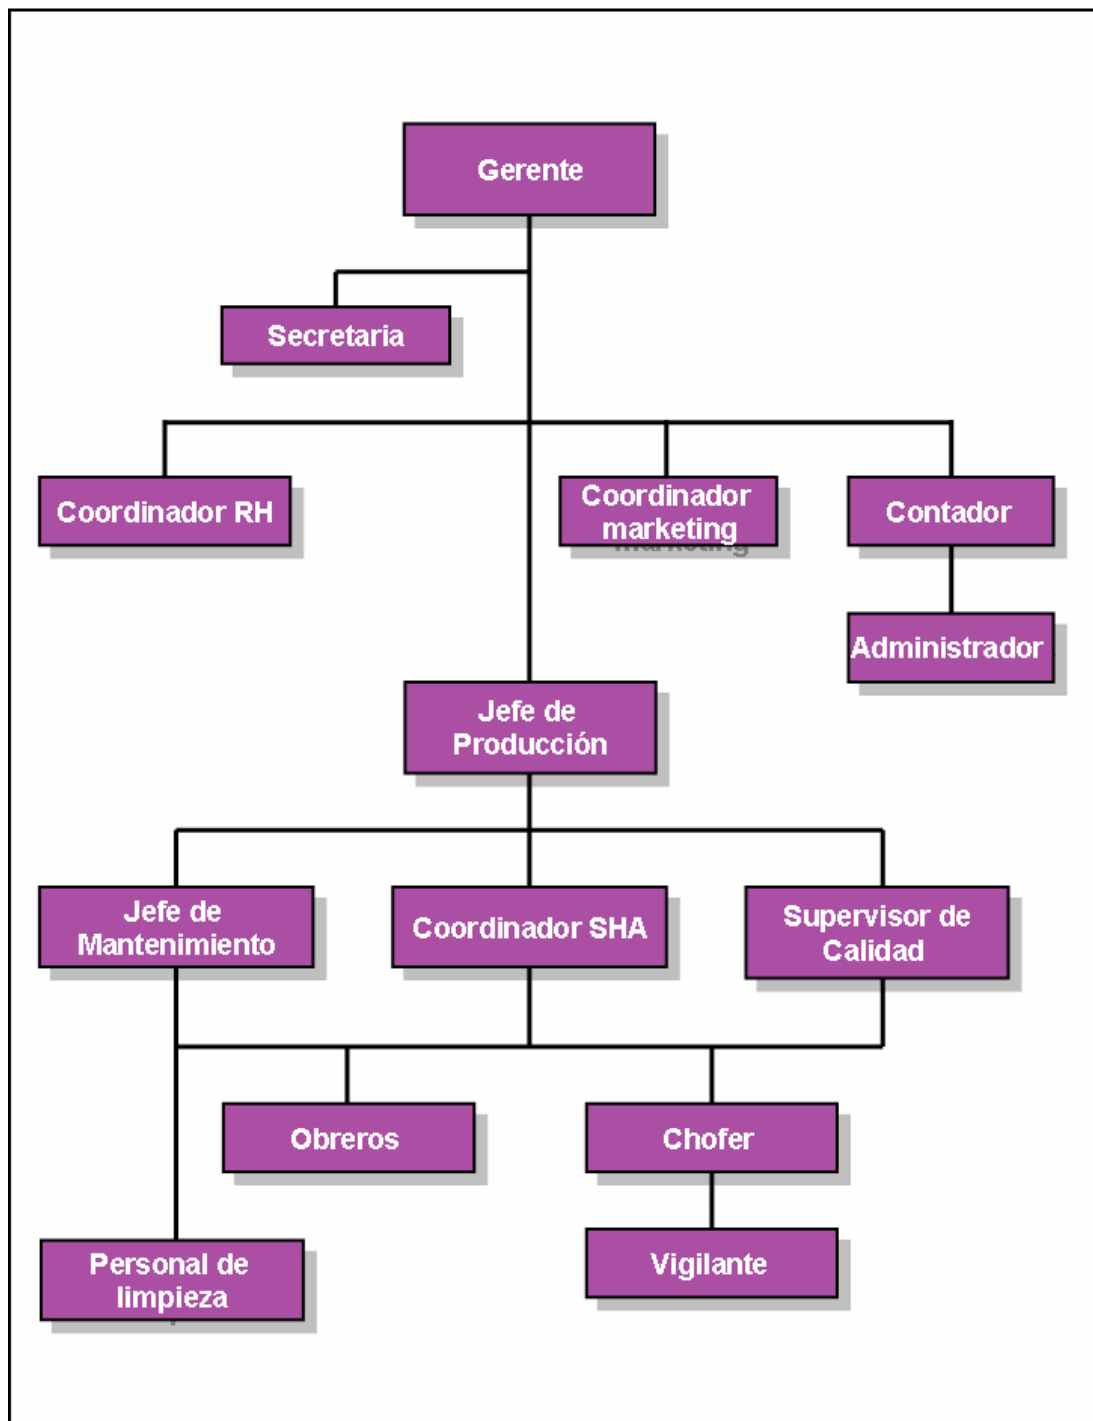 Gerente
Secretaria
Coordinador RH
Coordinador
marketing
Contador
Administrador
Jefe de
Producción
Jefe de
Mantenimiento
Coordinador SHA
Supervisor de
Calidad
Obreros
Chofer
Personal de
limpieza
Vigilante